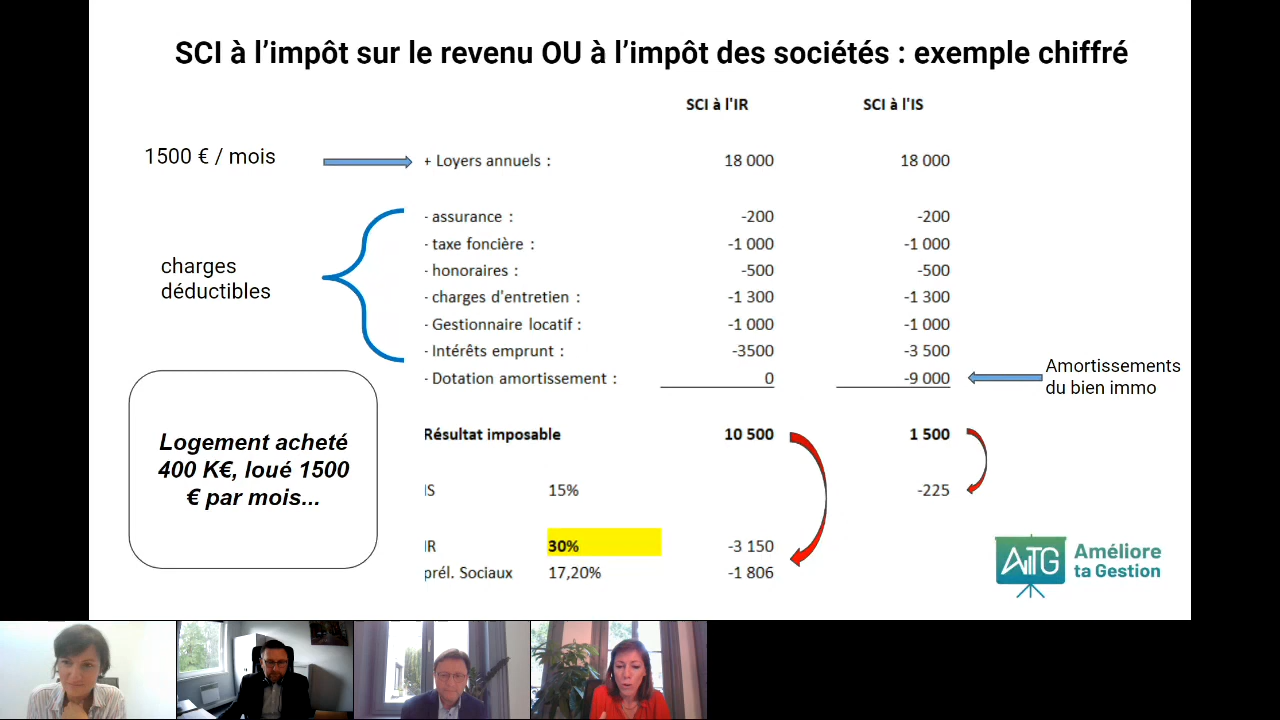 SCI à l'impôt sur le revenu OU à l'impôt des sociétés : exemple chiffré
SCI à l'IR SCI à l'IS
1500 € / mois + Loyers annuels : 18 000 18 000
- assurance : -200 -200
- taxe foncière : -1 000 -1 000
charges
déductibles
- honoraires : -500 -500
- charges d'entretien : -1 300 -1 300
- Gestionnaire locatif : -1 000 -1 000
- Intérêts emprunt : -3500 -3 500
- Dotation amortissement : 0 -9 000
Amortissements
du bien immo
Logement acheté
400 K€, loué 1500
€ par mois...
Résultat imposable 10 500 1 500
IS 15% -225
IR 30% -3 150
prél. Sociaux 17,20% -1 806
ATG Améliore
ta Gestion